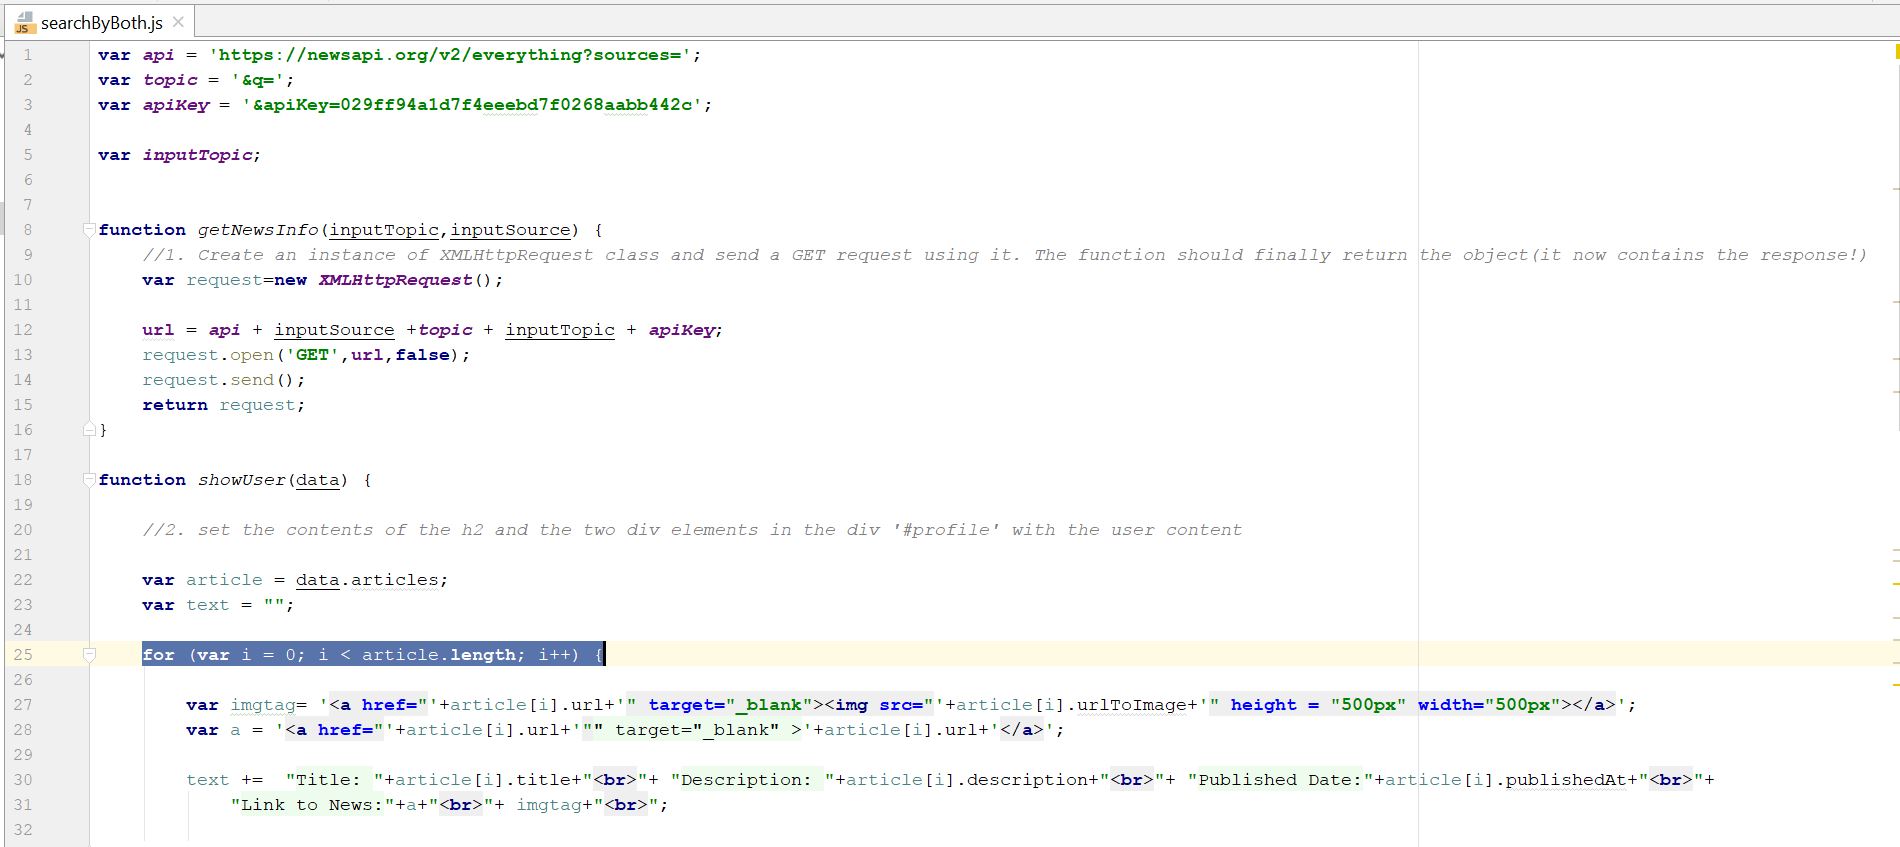 searchByBoth.js
1 var api = 'https://newsapi.org/v2/everything?sources=';
2 var topic = '&q=';
3 var apiKey = '&apiKey=029ff94a1d7f4eeebd7f0268aabb442c';
4
5 var inputTopic;
6
7
8 function getNewsInfo(inputTopic,inputSource) {
9 //1. Create an instance of XMLHttpRequest class and send a GET request using it. The function should finally return the object(it now contains the response!)
10 var request=new XMLHttpRequest();
11
12 url = api + inputSource +topic + inputTopic + apiKey;
13 request.open('GET',url,false);
14 request.send();
15 return request;
16 }
17
18 function showUser(data) {
19
20 //2. set the contents of the h2 and the two div elements in the div '#profile' with the user content
21
22 var article = data.articles;
23 var text = "";
24
25 for (var i = 0; i < article.length; i++) {
26
27 var imgtag= '<a href="'+article[i].url+'" target="_blank"><img src="'+article[i].urlToImage+'" height = "500px" width="500px"></a>';
28 var a = '<a href="'+article[i].url+'"" target="_blank" >'+article[i].url+'</a>';
29
30 text += "Title: "+article[i].title+"<br>"+ "Description: "+article[i].description+"<br>"+ "Published Date:"+article[i].publishedAt+"<br>"+
31 "Link to News:"+a+"<br>"+ imgtag+"<br>";
32